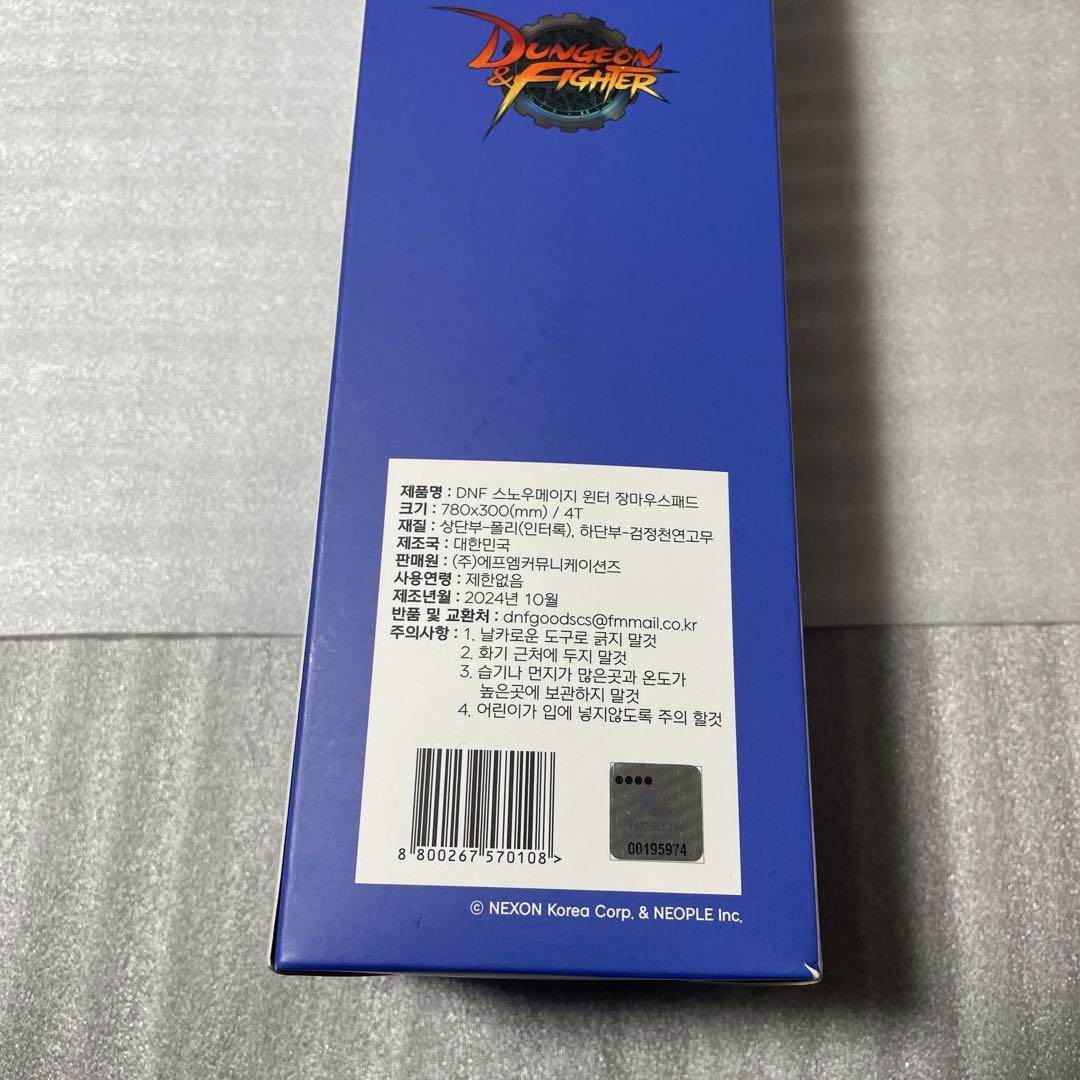 DUNGEON
& FIGHTER
제품명 : DNF 스노우메이지 윈터 장마우스패드
크기 : 780x300(mm) / 4T
재질 : 상단부-폴리(인터록), 하단부-검정천연고무
제조국 : 대한민국
판매원 : (주)에프엠커뮤니케이션즈
사용연령 : 제한없음
제조년월 : 2024년 10월
반품 및 교환처 : dnfgoodscs@fmmail.co.kr
주의사항 : 1. 날카로운 도구로 긁지 말것
2. 화기 근처에 두지 말것
3. 습기나 먼지가 많은곳과 온도가
높은곳에 보관하지 말것
4. 어린이가 입에 넣지않도록 주의 할것
8 800267 570108 >
NEXON
00195974
© NEXON Korea Corp. & NEOPLE Inc.